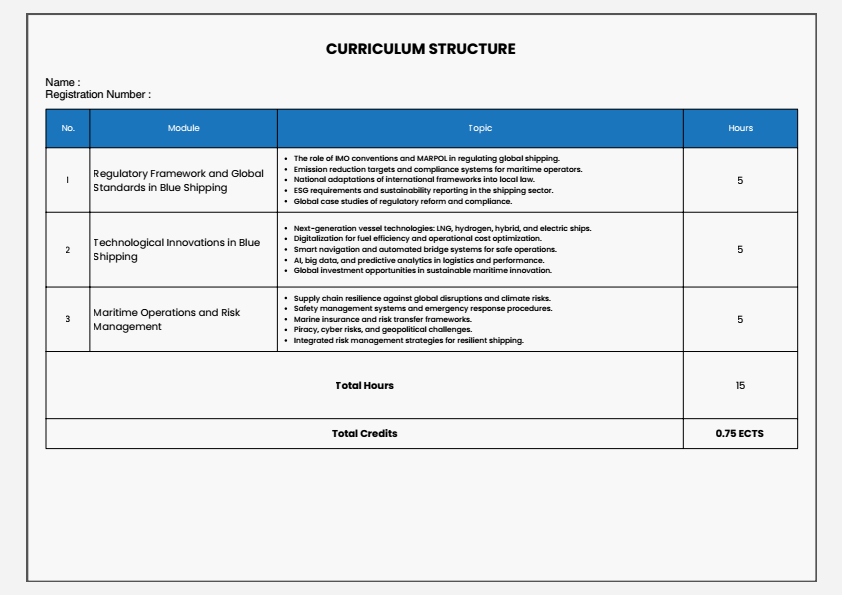 CURRICULUM STRUCTURE
Name :
Registration Number :
No. Module Topic Hours
1 Regulatory Framework and Global Standards in Blue Shipping
• The role of IMO conventions and MARPOL in regulating global shipping.
• Emission reduction targets and compliance systems for maritime operators.
• National adaptations of international frameworks into local law.
• ESG requirements and sustainability reporting in the shipping sector.
• Global case studies of regulatory reform and compliance.
5
2 Technological Innovations in Blue Shipping
• Next-generation vessel technologies: LNG, hydrogen, hybrid, and electric ships.
• Digitalization for fuel efficiency and operational cost optimization.
• Smart navigation and automated bridge systems for safe operations.
• AI, big data, and predictive analytics in logistics and performance.
• Global investment opportunities in sustainable maritime innovation.
5
3 Maritime Operations and Risk Management
• Supply chain resilience against global disruptions and climate risks.
• Safety management systems and emergency response procedures.
• Marine insurance and risk transfer frameworks.
• Piracy, cyber risks, and geopolitical challenges.
• Integrated risk management strategies for resilient shipping.
5
Total Hours 15
Total Credits 0.75 ECTS